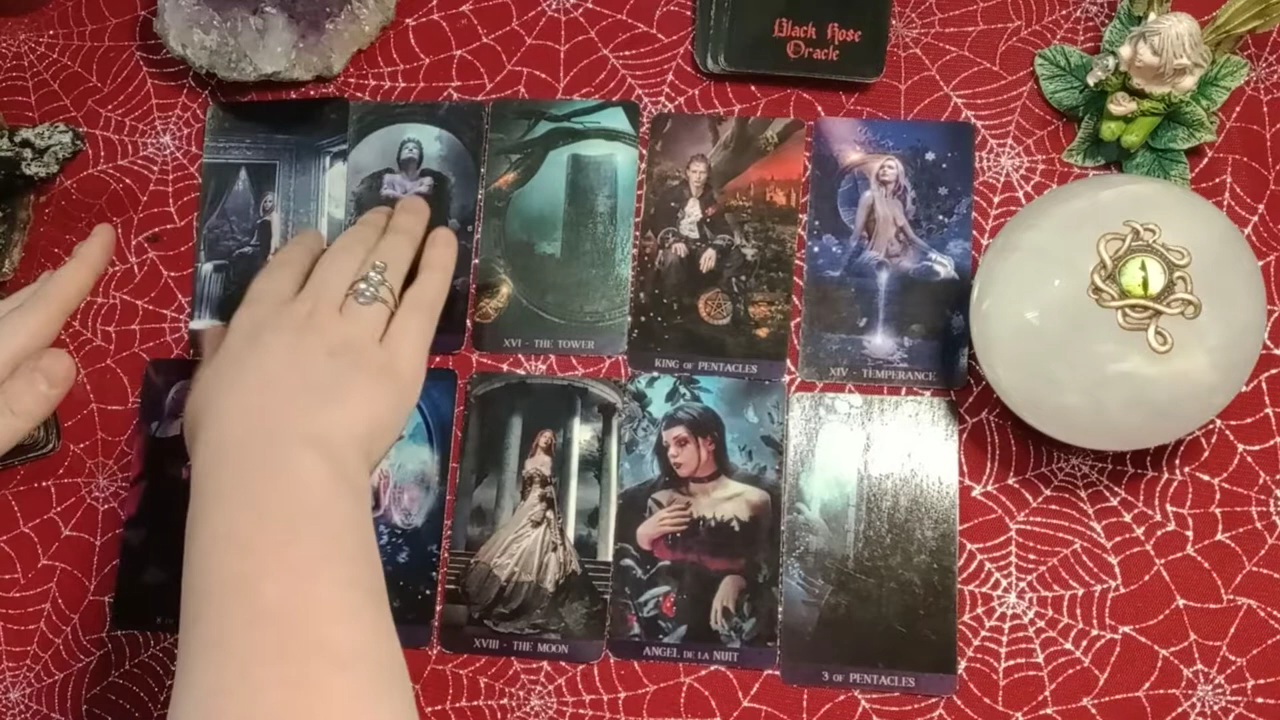 Black Rose
Oracle
XVI - THE TOWER
KING OF PENTACLES
XIV - TEMPERANCE
XVIII - THE MOON
ANGEL DE LA NUIT
3 OF PENTACLES